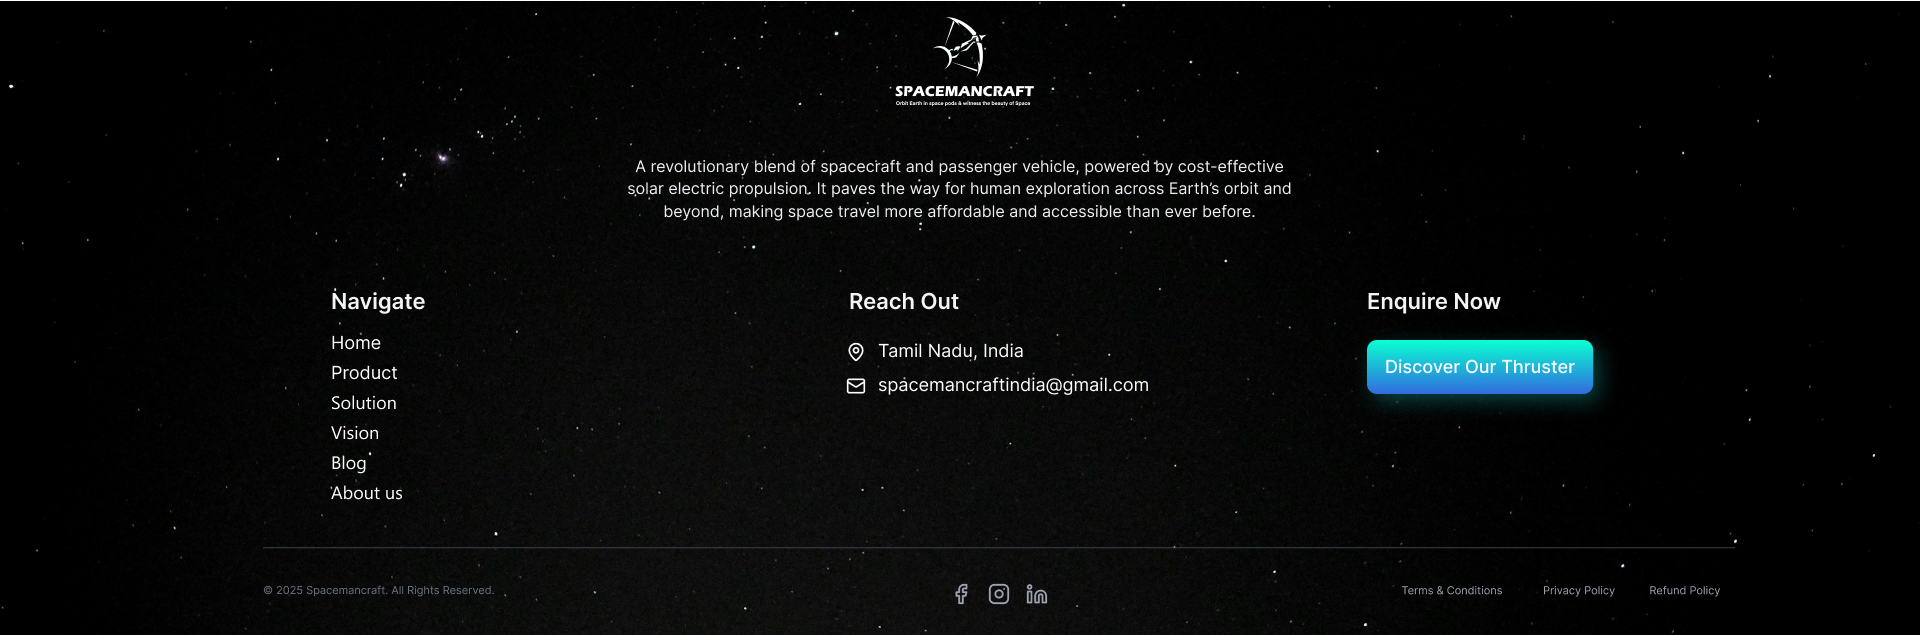 SPACEMANCRAFT
Orbit Earth in space pods & witness the beauty of Space
A revolutionary blend of spacecraft and passenger vehicle, powered by cost-effective
solar electric propulsion. It paves the way for human exploration across Earth’s orbit and
beyond, making space travel more affordable and accessible than ever before.
Navigate
Home
Product
Solution
Vision
Blog
About us
Reach Out
Tamil Nadu, India
spacemancraftindia@gmail.com
Enquire Now
Discover Our Thruster
© 2025 Spacemancraft. All Rights Reserved.
Terms & Conditions
Privacy Policy
Refund Policy